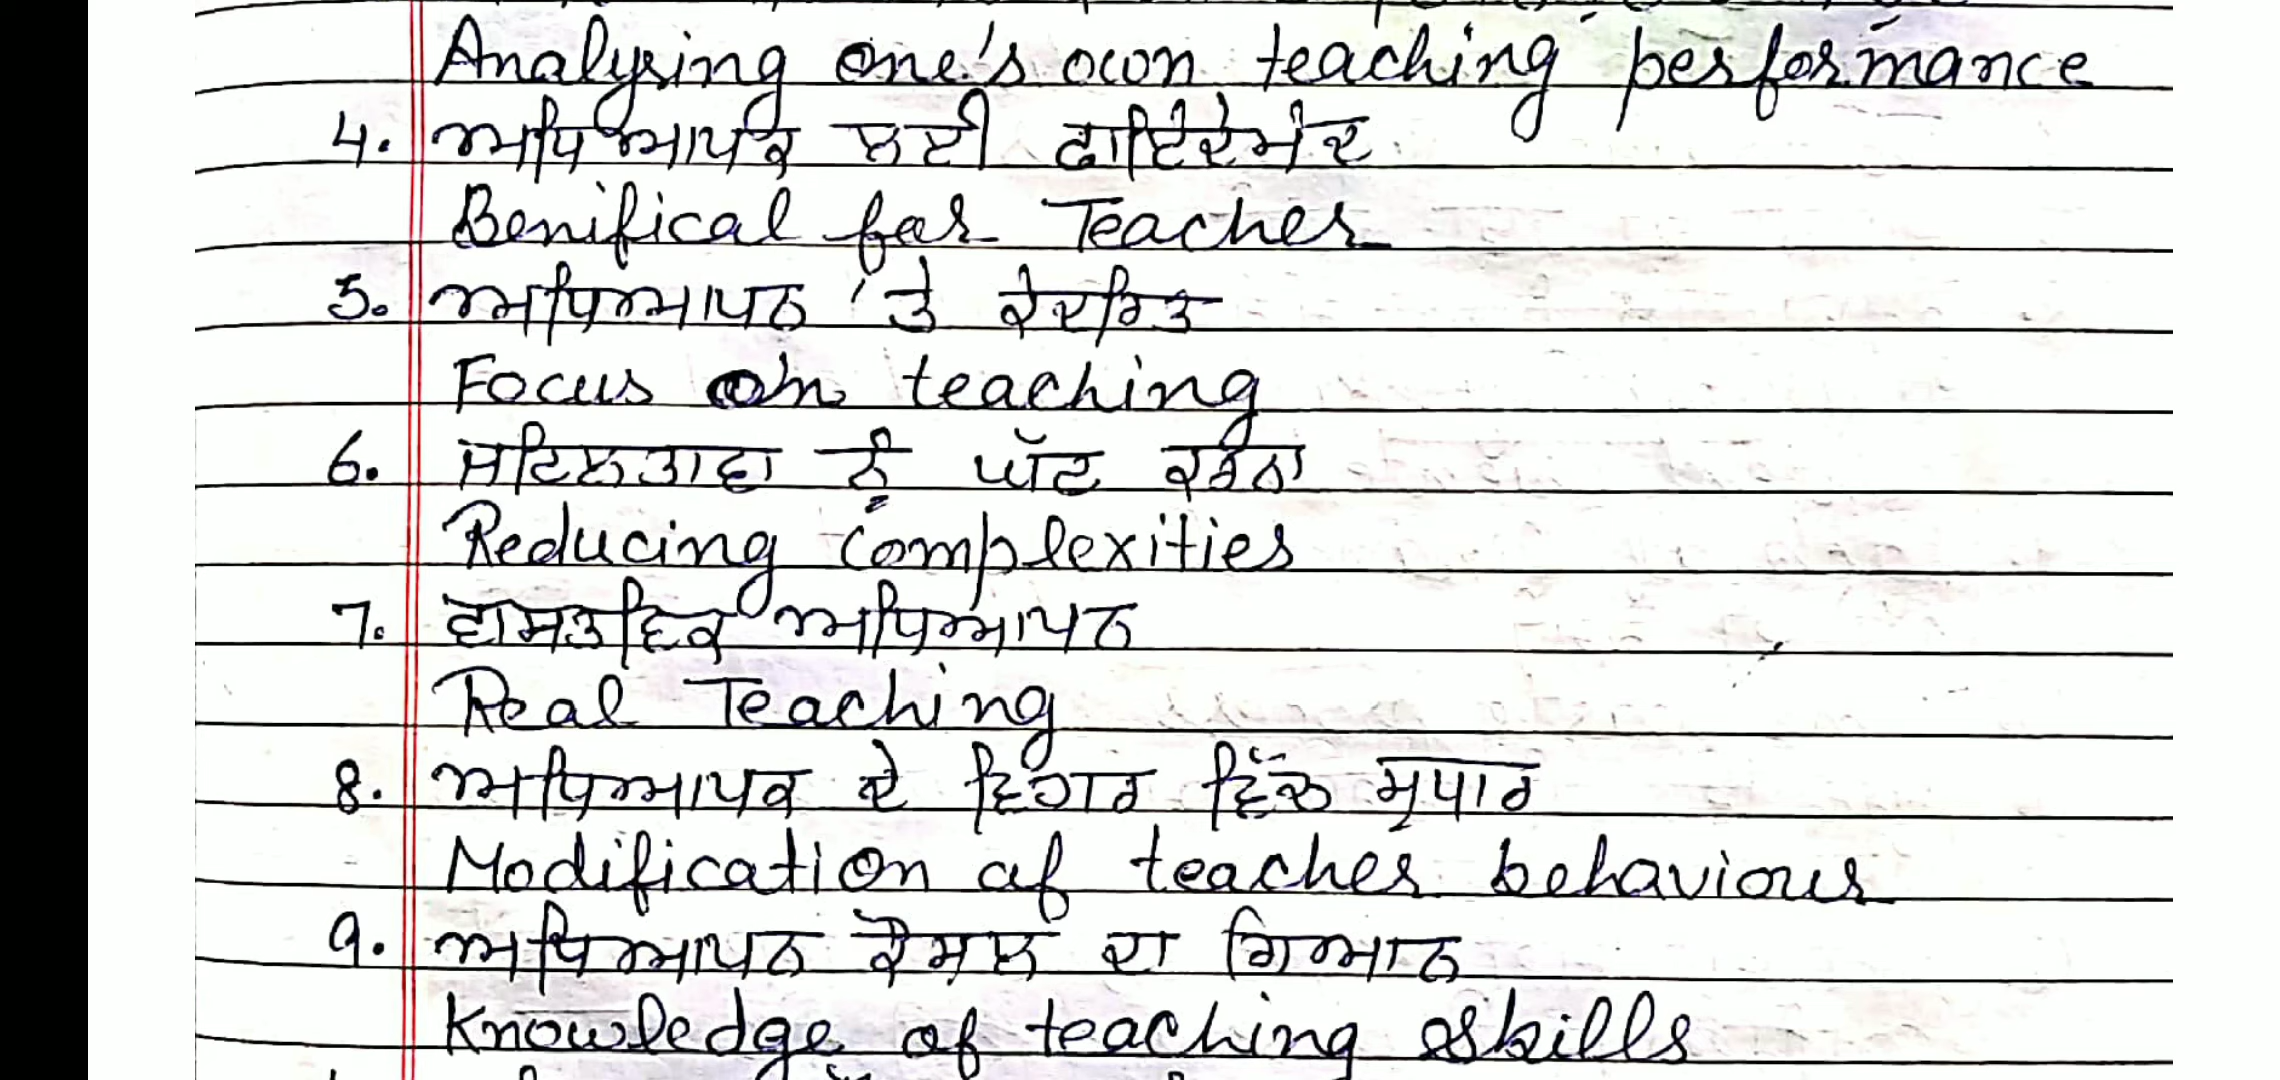 Analysing one's own teaching performance
4. ਅਧਿਆਪਕ ਲਈ ਫਾਇਦੇਮੰਦ
Benifical for Teacher
5. ਅਧਿਆਪਨ 'ਤੇ ਕੇਂਦਰਿਤ
Focus on teaching
6. ਜਟਿਲਤਾਵਾ ਨੂੰ ਘੱਟ ਕਰਨਾ
Reducing Complexities
7. ਵਾਸਤਵਿਕ ਅਧਿਆਪਨ
Real Teaching
8. ਅਧਿਆਪਕ ਦੇ ਵਿਹਾਰ ਵਿੱਚ ਸੁਧਾਰ
Modification of teacher behaviour
9. ਅਧਿਆਪਨ ਕੌਸ਼ਲ ਦਾ ਗਿਆਨ
Knowledge of teaching skills